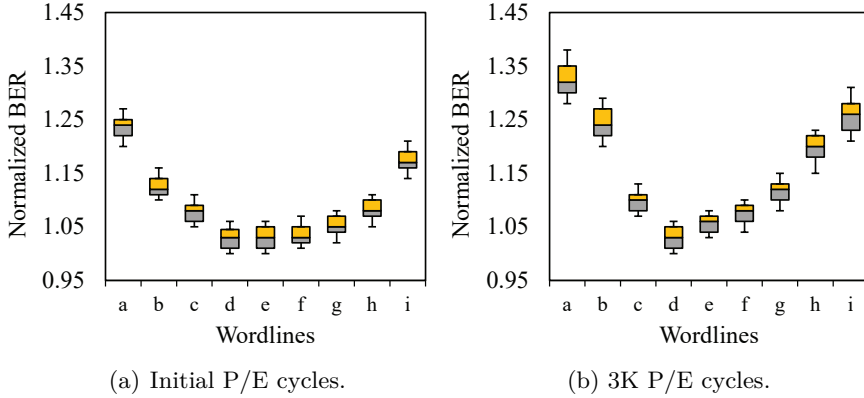 Normalized BER
1.45
1.35
1.25
1.15
1.05
0.95
a b c d e f g h i
Wordlines
(a) Initial P/E cycles.
Normalized BER
1.45
1.35
1.25
1.15
1.05
0.95
a b c d e f g h i
Wordlines
(b) 3K P/E cycles.